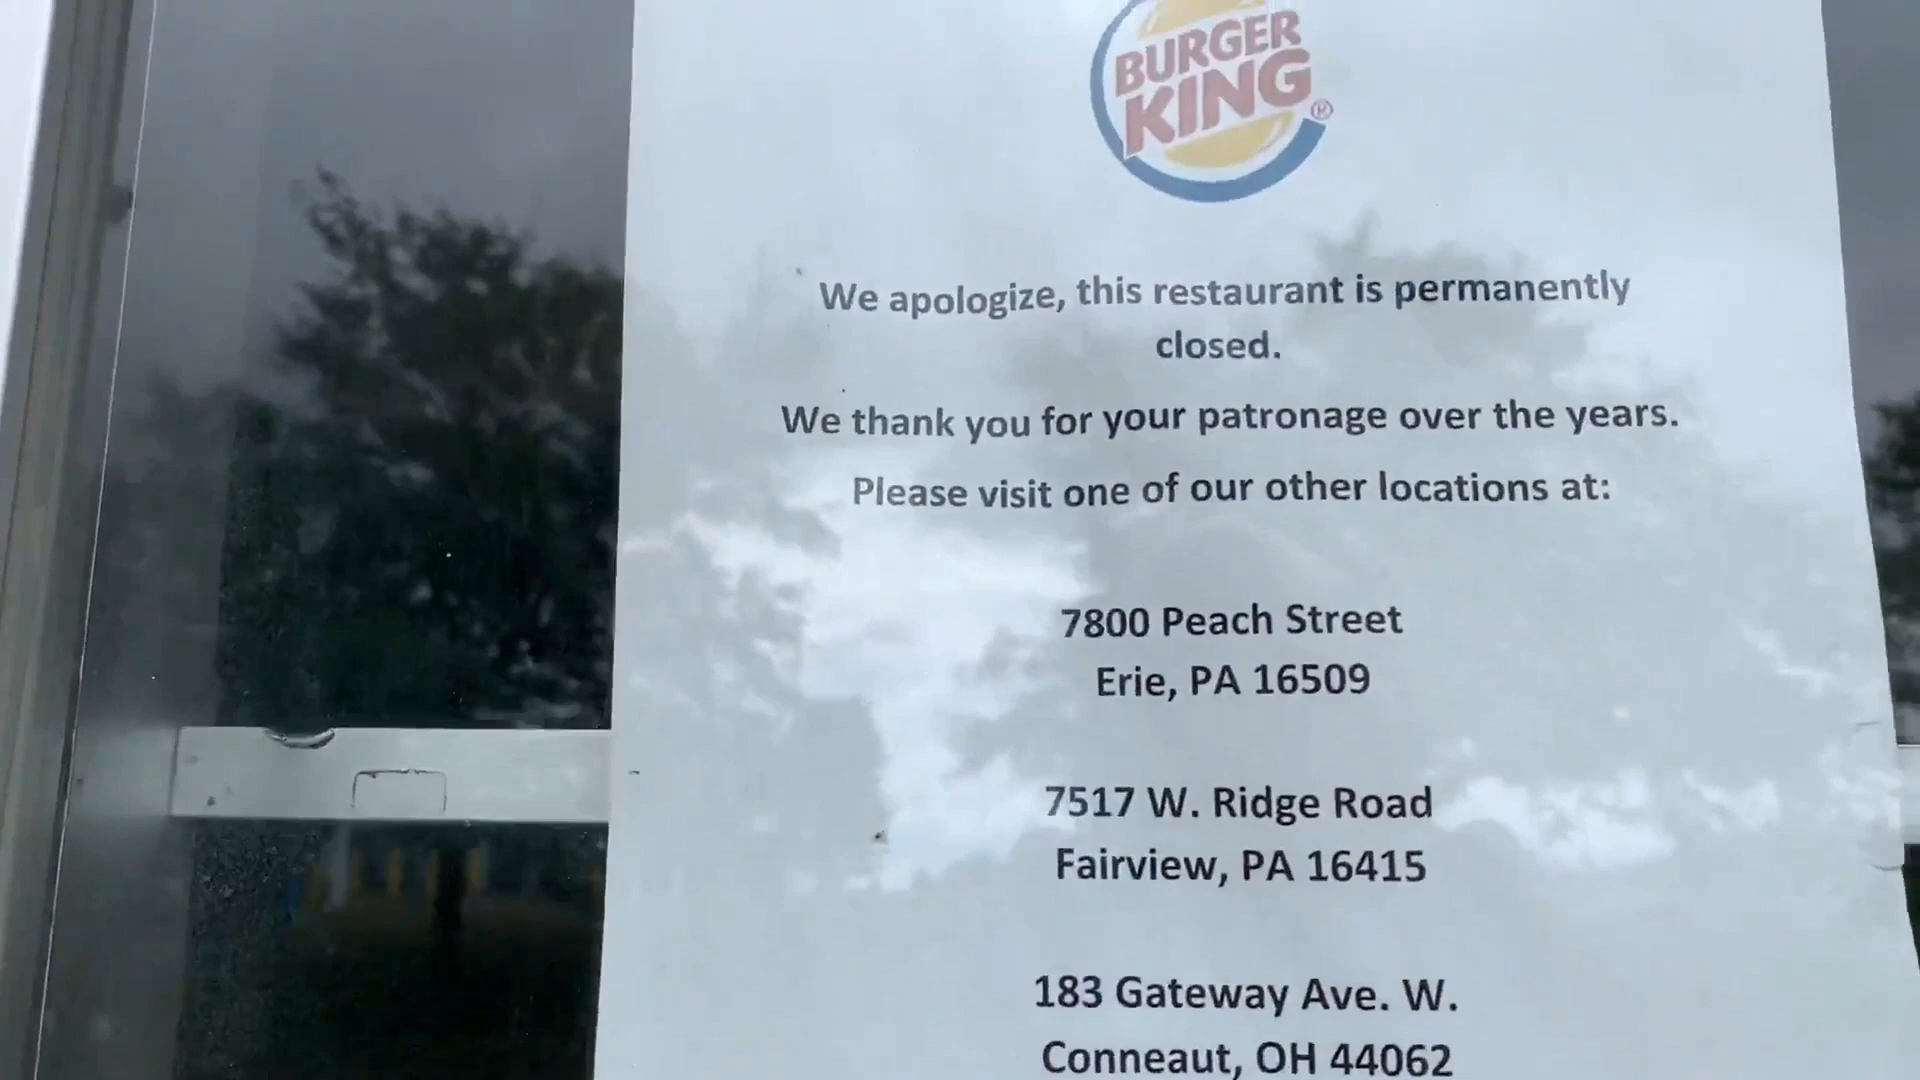 BURGER
KING®
We apologize, this restaurant is permanently
closed.
We thank you for your patronage over the years.
Please visit one of our other locations at:
7800 Peach Street
Erie, PA 16509
7517 W. Ridge Road
Fairview, PA 16415
183 Gateway Ave. W.
Conneaut, OH 44062